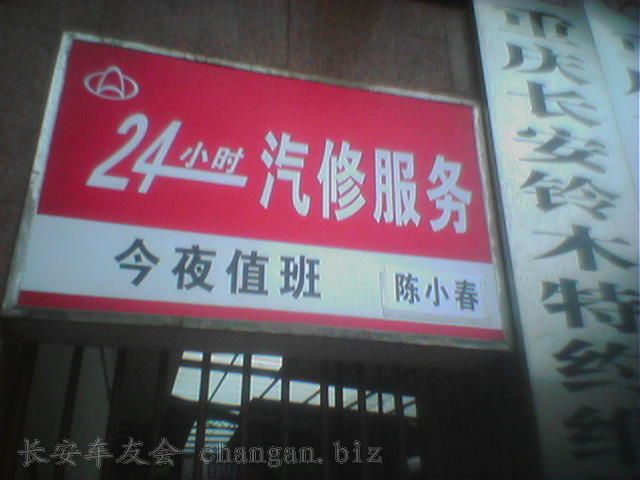 24小时汽修服务
今夜值班 陈小春
重庆长安铃木特约维
长安车友会 changan.biz